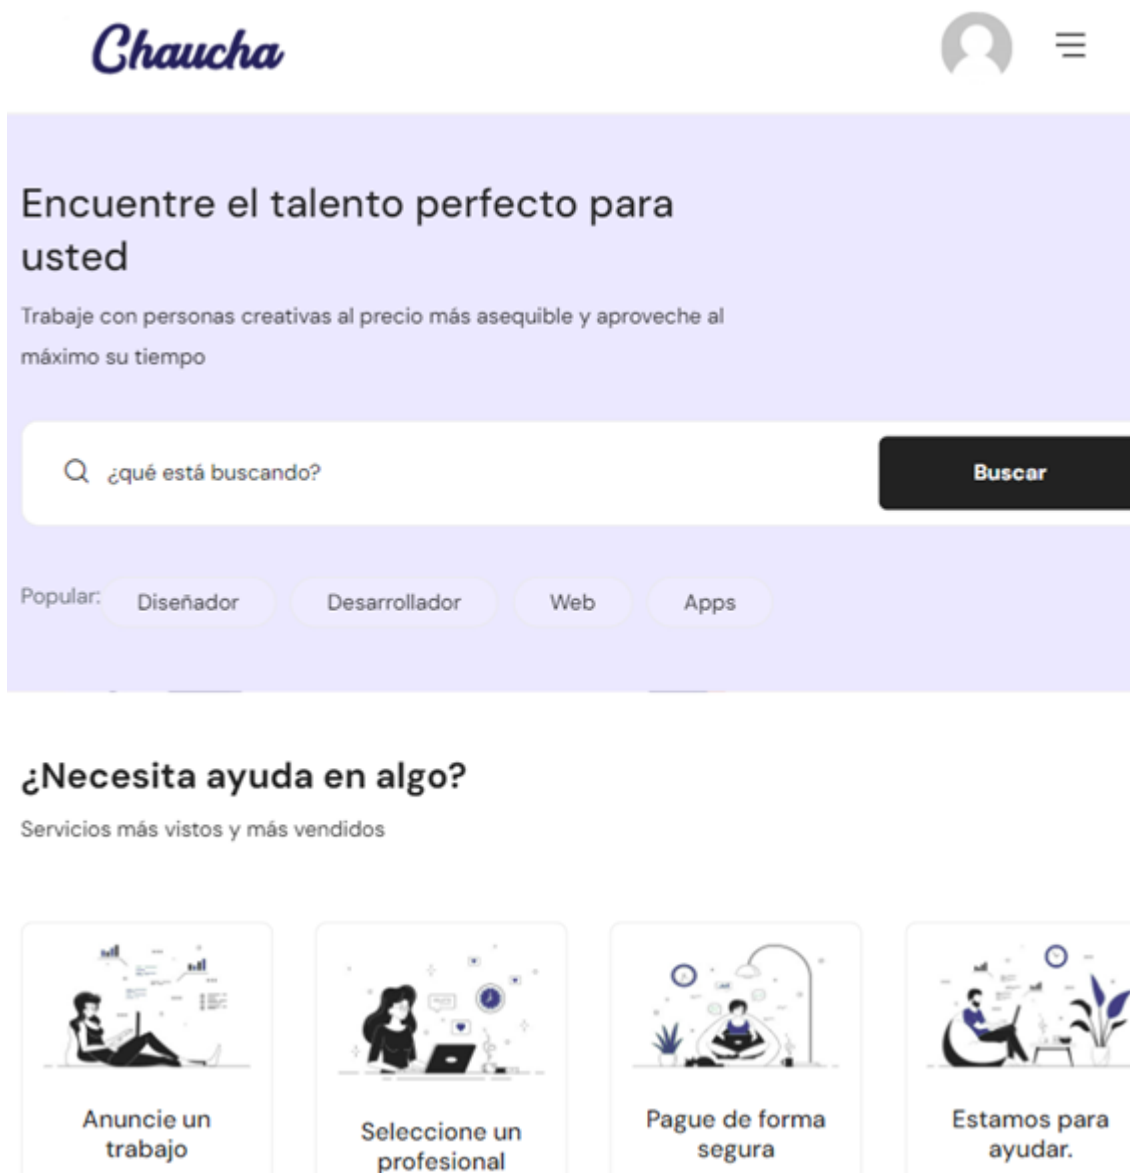 Chaucha
Encuentre el talento perfecto para
usted
Trabaje con personas creativas al precio más asequible y aproveche al
máximo su tiempo
¿qué está buscando?
Buscar
Popular:
Diseñador
Desarrollador
Web
Apps
¿Necesita ayuda en algo?
Servicios más vistos y más vendidos
Anuncie un
trabajo
Seleccione un
profesional
Pague de forma
segura
Estamos para
ayudar.